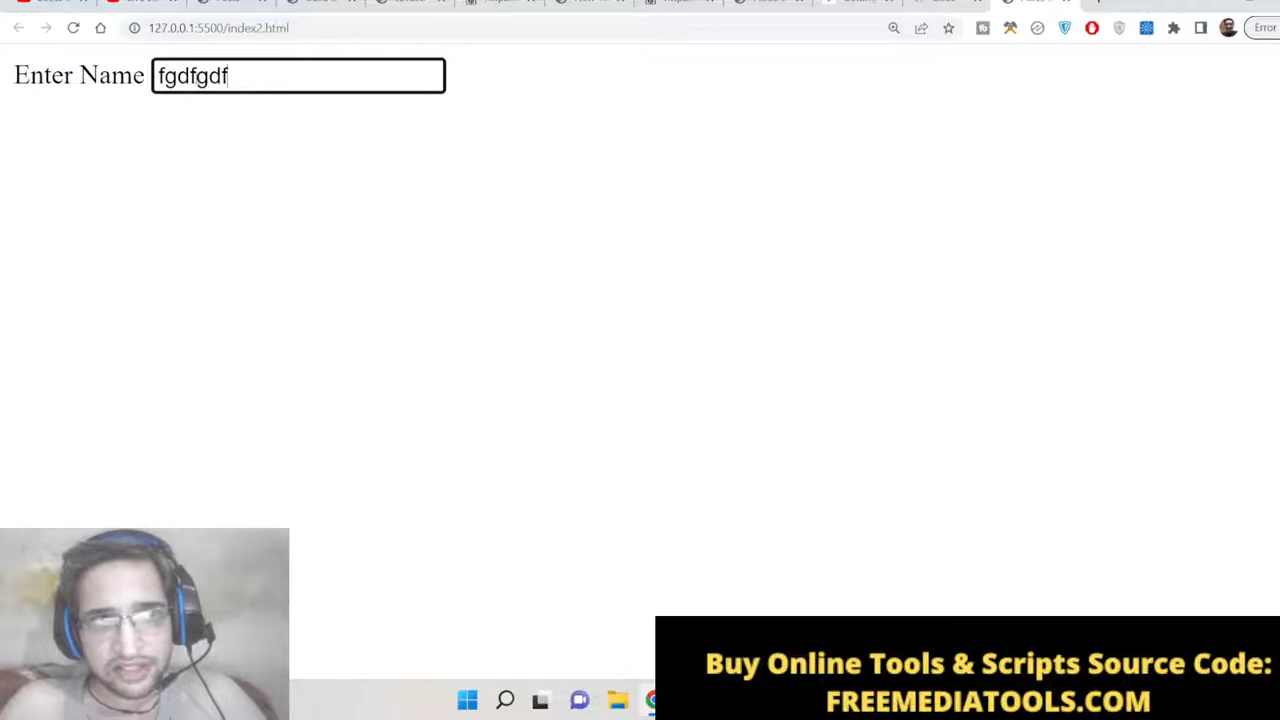 127.0.0.1:5500/index2.html
Error
Enter Name fgdfgdf
Buy Online Tools & Scripts Source Code:
FREEMEDIATOOLS.COM